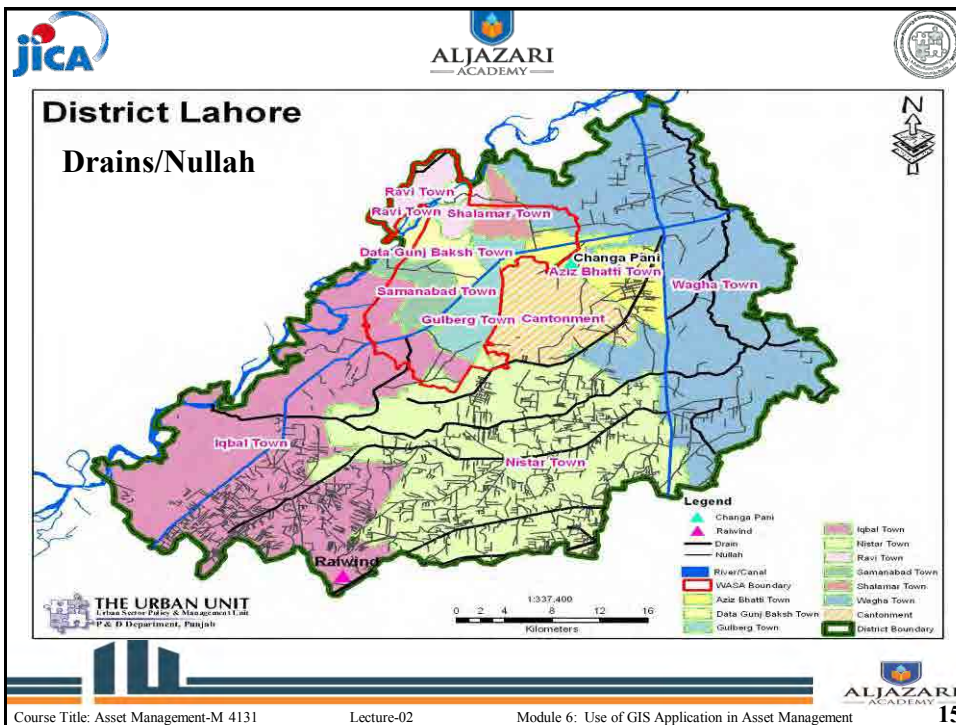 jICA
ALJAZARI
ACADEMY
District Lahore
Drains/Nullah
N
Ravi Town
Ravi Town
Shalamar Town
Data Gunj Baksh Town
Changa Pani
Aziz Bhatti Town
Wagha Town
Samanabad Town
Gulberg Town
Cantonment
Iqbal Town
Nistar Town
Raiwind
Legend
Changa Pani
Raiwind
Drain
Nullah
River/Canal
WASA Boundary
Aziz Bhatti Town
Data Gunj Baksh Town
Gulberg Town
Iqbal Town
Nistar Town
Ravi Town
Samanabad Town
Shalamar Town
Wagha Town
Cantonment
District Boundary
1:337,400
0 2 4 8 12 16
Kilometers
THE URBAN UNIT
Urban Sector Policy & Management Unit
P & D Department, Punjab
ALJAZARI
ACADEMY
Course Title: Asset Management-M 4131 Lecture-02 Module 6: Use of GIS Application in Asset Management 15